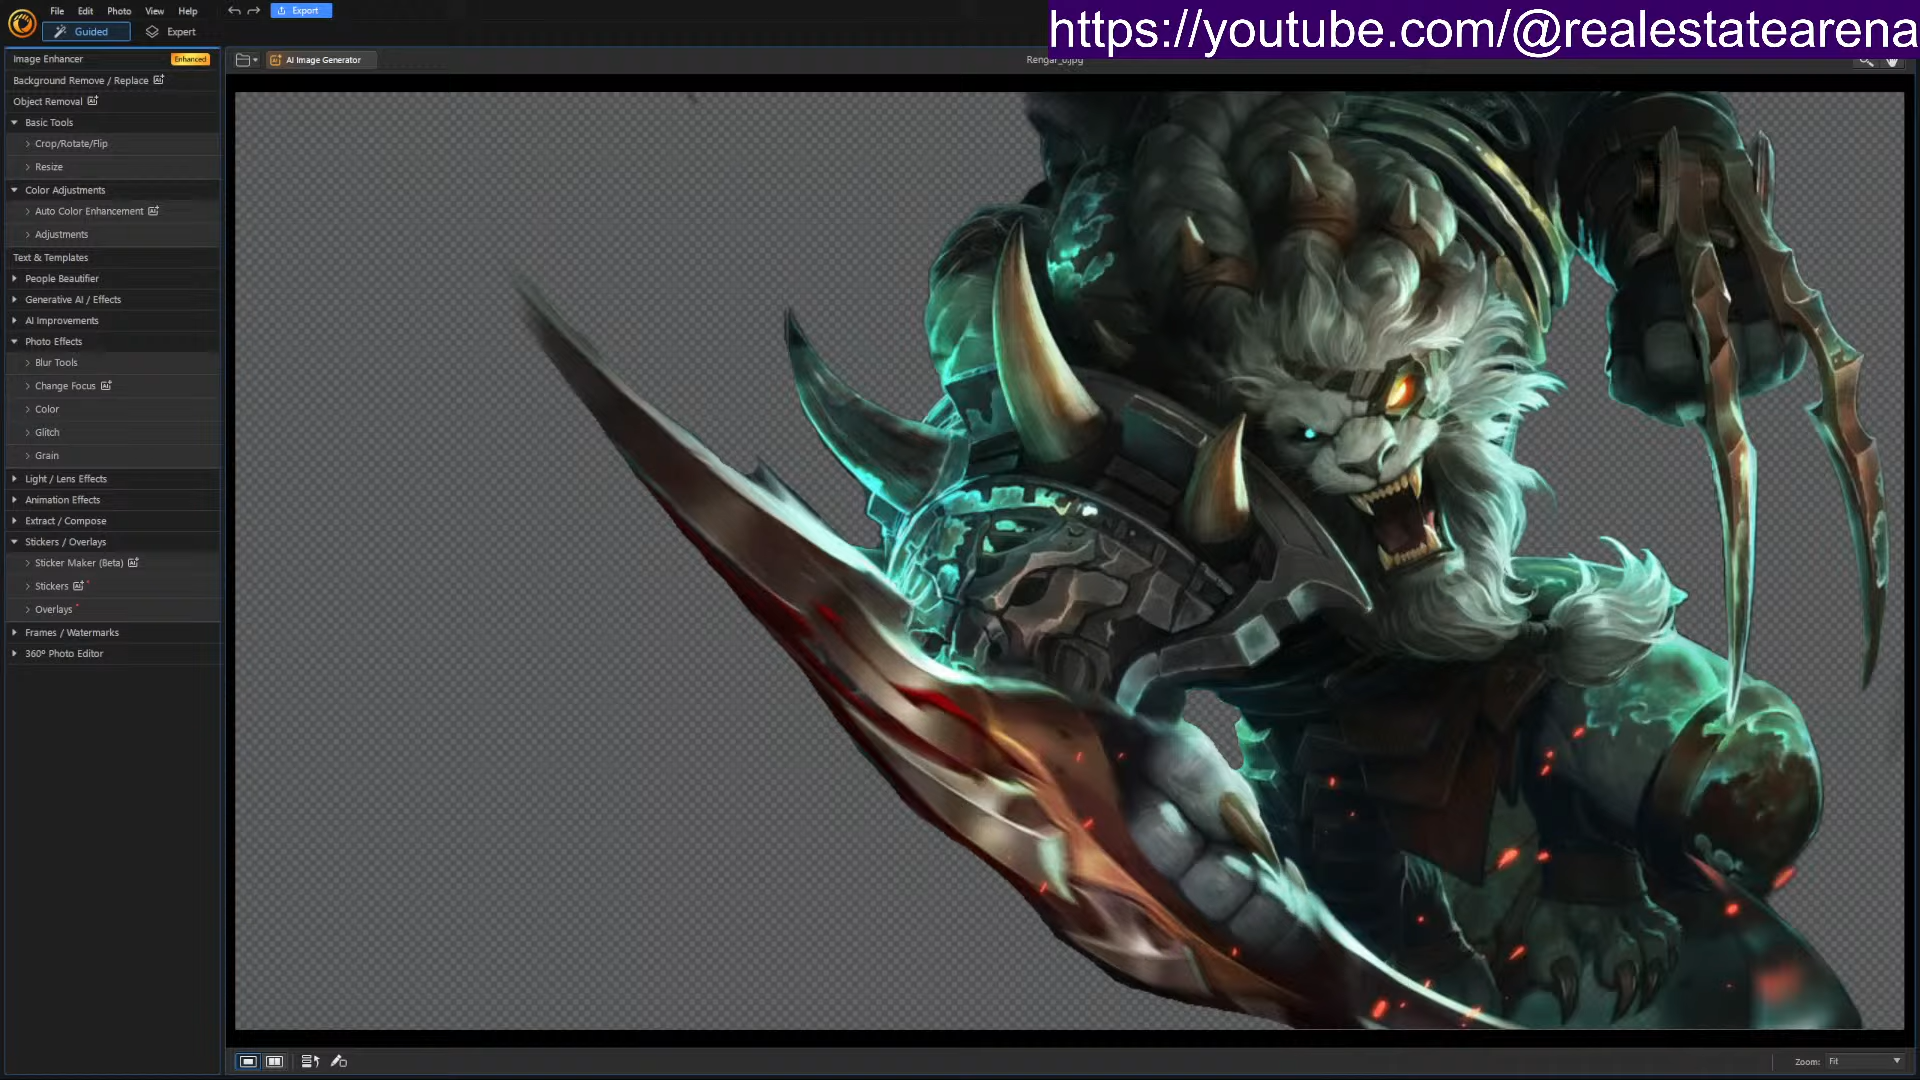 File Edit Photo View Help
Export
https://youtube.com/@realestatearena
Guided Expert
Image Enhancer Enhanced
AI Image Generator
Rengar_0.jpg
Background Remove / Replace
Object Removal
Basic Tools
Crop/Rotate/Flip
Resize
Color Adjustments
Auto Color Enhancement
Adjustments
Text & Templates
People Beautifier
Generative AI / Effects
AI Improvements
Photo Effects
Blur Tools
Change Focus
Color
Glitch
Grain
Light / Lens Effects
Animation Effects
Extract / Compose
Stickers / Overlays
Sticker Maker (Beta)
Stickers
Overlays
Frames / Watermarks
360º Photo Editor
Zoom: Fit